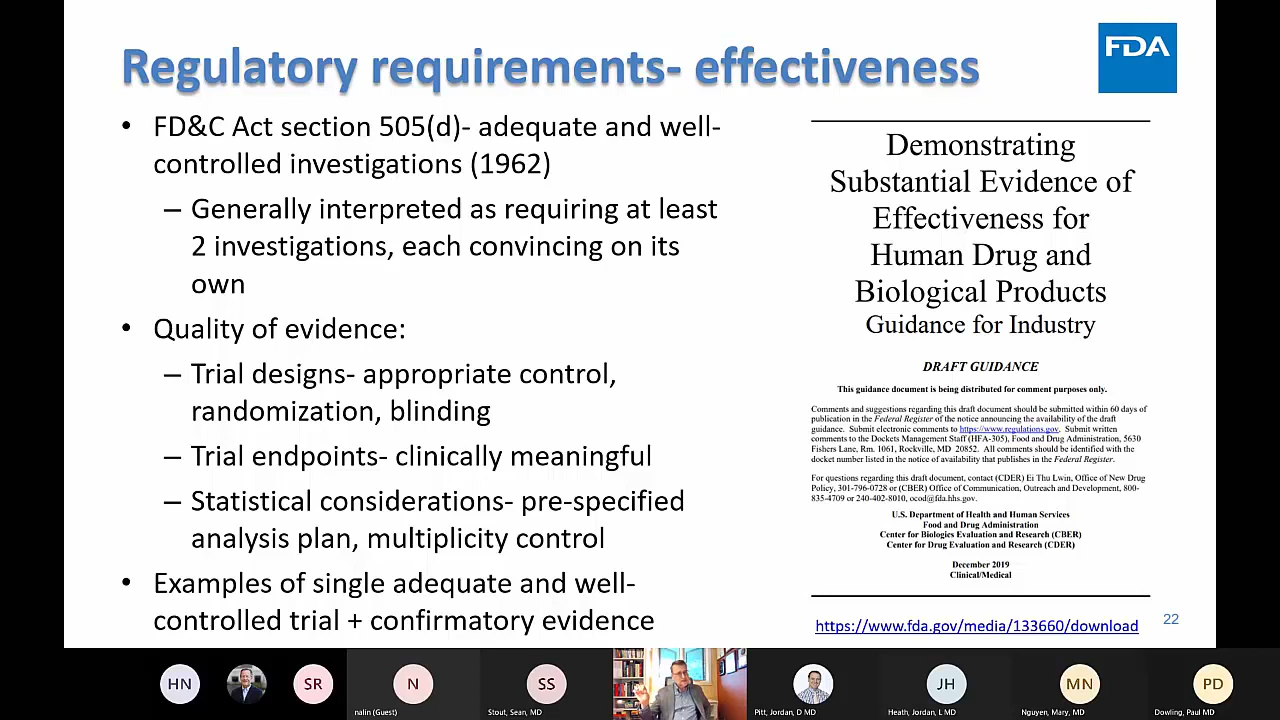 Regulatory requirements- effectiveness
FDA
• FD&C Act section 505(d)- adequate and well-
controlled investigations (1962)
– Generally interpreted as requiring at least
2 investigations, each convincing on its
own
• Quality of evidence:
– Trial designs- appropriate control,
randomization, blinding
– Trial endpoints- clinically meaningful
– Statistical considerations- pre-specified
analysis plan, multiplicity control
• Examples of single adequate and well-
controlled trial + confirmatory evidence
Demonstrating
Substantial Evidence of
Effectiveness for
Human Drug and
Biological Products
Guidance for Industry
DRAFT GUIDANCE
This guidance document is being distributed for comment purposes only.
Comments and suggestions regarding this draft document should be submitted within 60 days of
publication in the Federal Register of the notice announcing the availability of the draft
guidance. Submit electronic comments to https://www.regulations.gov. Submit written
comments to the Dockets Management Staff (HFA-305), Food and Drug Administration, 5630
Fishers Lane, Rm. 1061, Rockville, MD 20852. All comments should be identified with the
docket number listed in the notice of availability that publishes in the Federal Register.
For questions regarding this draft document, contact (CDER) Ei Thu Lwin, Office of New Drug
Policy, 301-796-0728 or (CBER) Office of Communication, Outreach and Development, 800-
835-4709 or 240-402-8010, ocod@fda.hhs.gov.
U.S. Department of Health and Human Services
Food and Drug Administration
Center for Biologics Evaluation and Research (CBER)
Center for Drug Evaluation and Research (CDER)
December 2019
Clinical/Medical
https://www.fda.gov/media/133660/download
22
HN
SR
N
nalin (Guest)
SS
Stout, Sean, MD
Pitt, Jordan, D MD
JH
Heath, Jordan, L MD
MN
Nguyen, Mary, MD
PD
Dowling, Paul MD